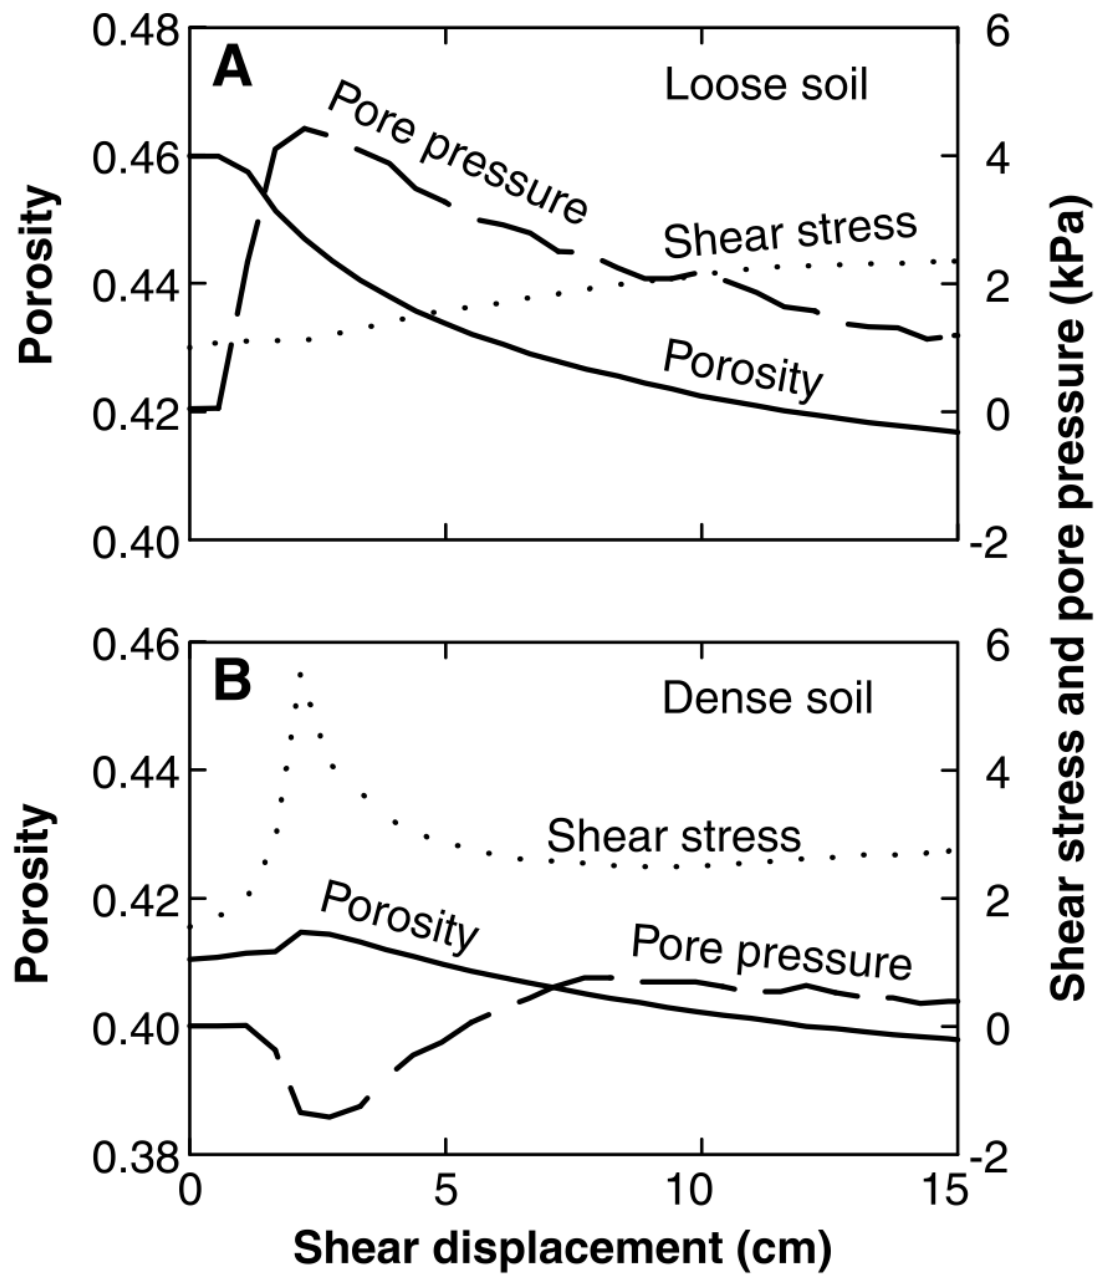 0.48
6
A
Loose soil
Pore pressure
0.46
4
Shear stress
0.44
2
Porosity
0.42
0
0.40
-2
Porosity
Shear stress and pore pressure (kPa)
0.46
6
B
Dense soil
0.44
4
Shear stress
0.42
2
Porosity
Pore pressure
0.40
0
0.38
-2
Porosity
0
5
10
15
Shear displacement (cm)